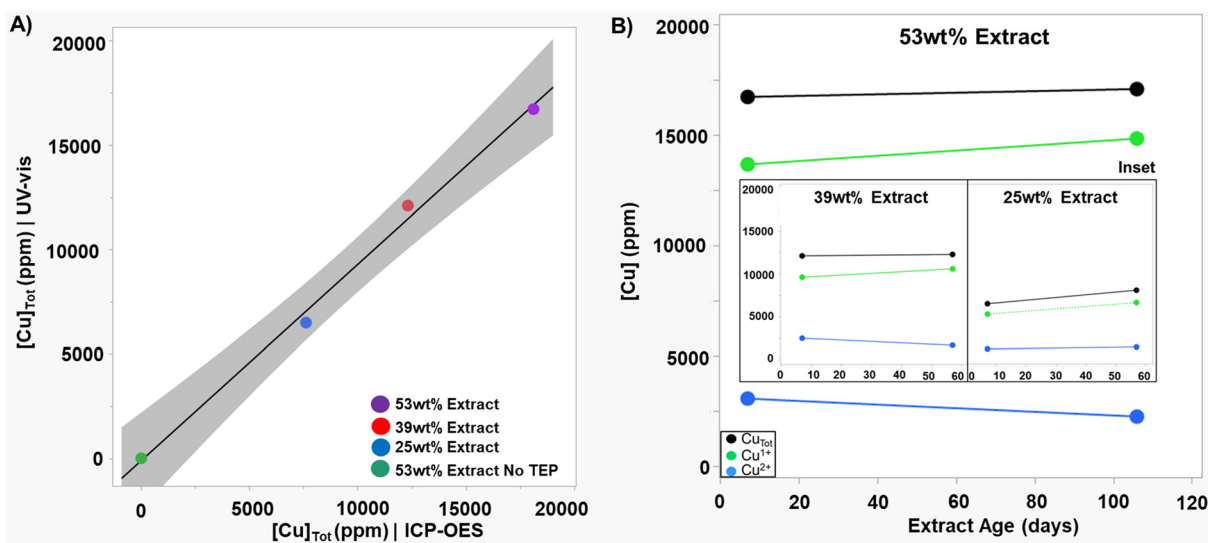 A)
20000
15000
10000
5000
0
[Cu]Tot (ppm) | UV-vis
53wt% Extract
39wt% Extract
25wt% Extract
53wt% Extract No TEP
0
5000
10000
15000
20000
[Cu]Tot (ppm) | ICP-OES
B)
53wt% Extract
20000
15000
10000
5000
0
[Cu] (ppm)
Inset
39wt% Extract
20000
15000
10000
5000
0
0 10 20 30 40 50 60
25wt% Extract
0 10 20 30 40 50 60
CuTot
Cu1+
Cu2+
0 20 40 60 80 100 120
Extract Age (days)